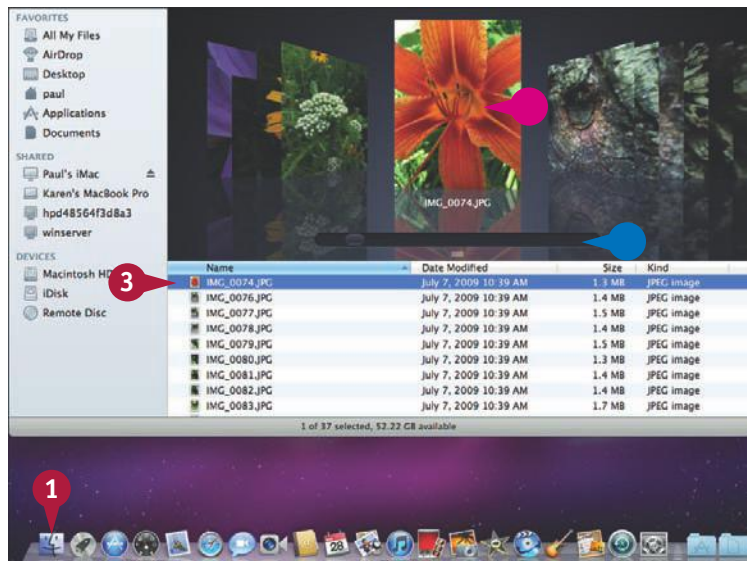 FAVORITES
All My Files
AirDrop
Desktop
paul
Applications
Documents
SHARED
Paul's iMac
Karen's MacBook Pro
hpd48564f3d8a3
winserver
DEVICES
Macintosh HD
iDisk
Remote Disc
IMG_0074.JPG
Name Date Modified Size Kind
3
IMG_0074.JPG July 7, 2009 10:39 AM 1.3 MB JPEG image
IMG_0076.JPG July 7, 2009 10:39 AM 1.4 MB JPEG image
IMG_0077.JPG July 7, 2009 10:39 AM 1.5 MB JPEG image
IMG_0078.JPG July 7, 2009 10:39 AM 1.4 MB JPEG image
IMG_0079.JPG July 7, 2009 10:39 AM 1.5 MB JPEG image
IMG_0080.JPG July 7, 2009 10:39 AM 1.3 MB JPEG image
IMG_0081.JPG July 7, 2009 10:39 AM 1.4 MB JPEG image
IMG_0082.JPG July 7, 2009 10:39 AM 1.4 MB JPEG image
IMG_0083.JPG July 7, 2009 10:39 AM 1.7 MB JPEG image
1 of 37 selected, 52.22 GB available
1
28